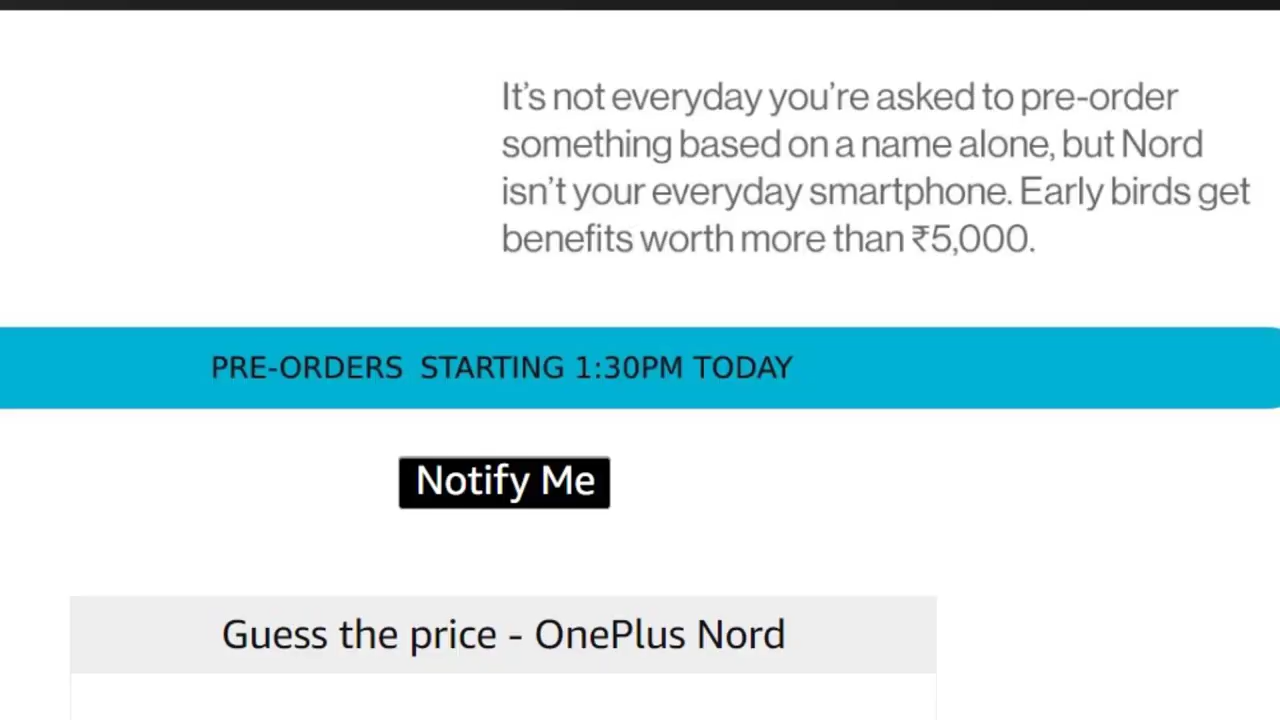 It’s not everyday you’re asked to pre-order
something based on a name alone, but Nord
isn’t your everyday smartphone. Early birds get
benefits worth more than ₹5,000.
PRE-ORDERS STARTING 1:30PM TODAY
Notify Me
Guess the price - OnePlus Nord